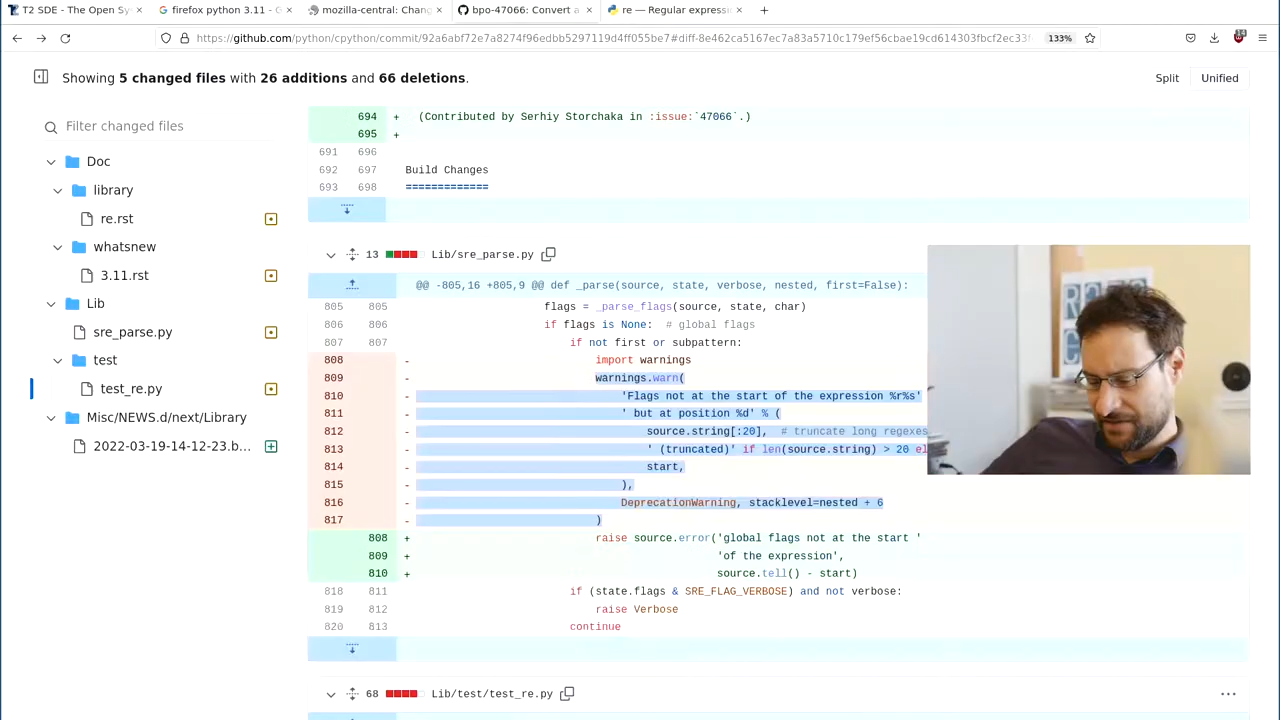 T2 SDE - The Open Sy
firefox python 3.11 - G
mozilla-central: Chang
bpo-47066: Convert a
re — Regular express
https://github.com/python/cpython/commit/92a6abf72e7a8274f96edbb5297119d4ff055be7#diff-8e462ca5167ec7a83a5710c179ef56cbae19cd614303fbcf2ec33f
133%
Showing 5 changed files with 26 additions and 66 deletions.
Split
Unified
Filter changed files
Doc
library
re.rst
whatsnew
3.11.rst
Lib
sre_parse.py
test
test_re.py
Misc/NEWS.d/next/Library
2022-03-19-14-12-23.b...
694 + (Contributed by Serhiy Storchaka in :issue:`47066`.)
695 +
691 696
692 697 Build Changes
693 698 =============
13 Lib/sre_parse.py
@@ -805,16 +805,9 @@ def _parse(source, state, verbose, nested, first=False):
805 805 flags = _parse_flags(source, state, char)
806 806 if flags is None: # global flags
807 807 if not first or subpattern:
808 - import warnings
809 - warnings.warn(
810 - 'Flags not at the start of the expression %r%s'
811 - ' but at position %d' % (
812 - source.string[:20], # truncate long regexes
813 - ' (truncated)' if len(source.string) > 20 el
814 - start,
815 - ),
816 - DeprecationWarning, stacklevel=nested + 6
817 - )
808 + raise source.error('global flags not at the start '
809 + 'of the expression',
810 + source.tell() - start)
818 811 if (state.flags & SRE_FLAG_VERBOSE) and not verbose:
819 812 raise Verbose
820 813 continue
68 Lib/test/test_re.py